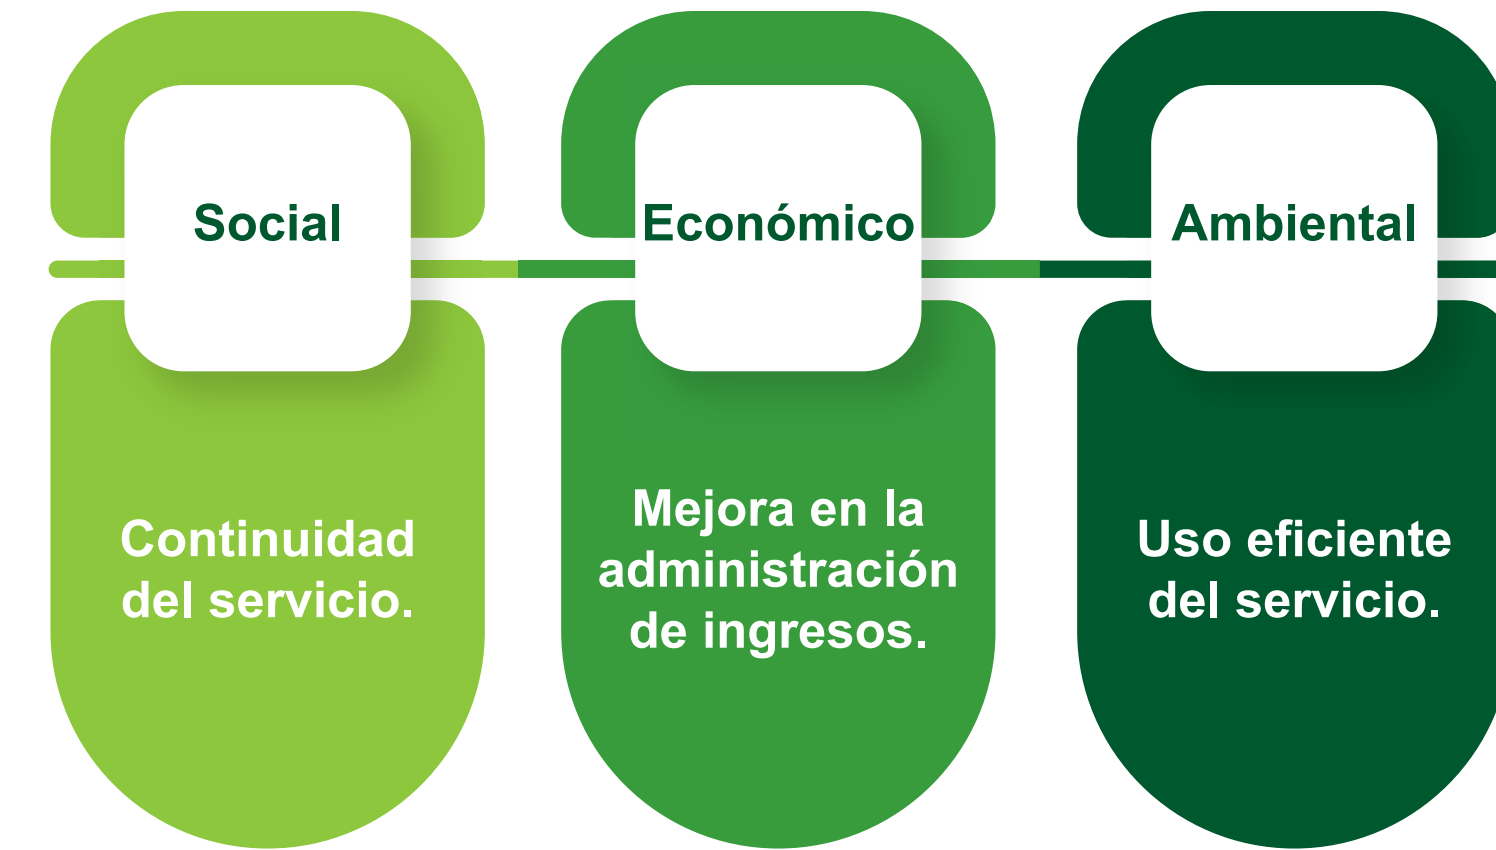 Social
Continuidad
del servicio.
Económico
Mejora en la
administración
de ingresos.
Ambiental
Uso eficiente
del servicio.